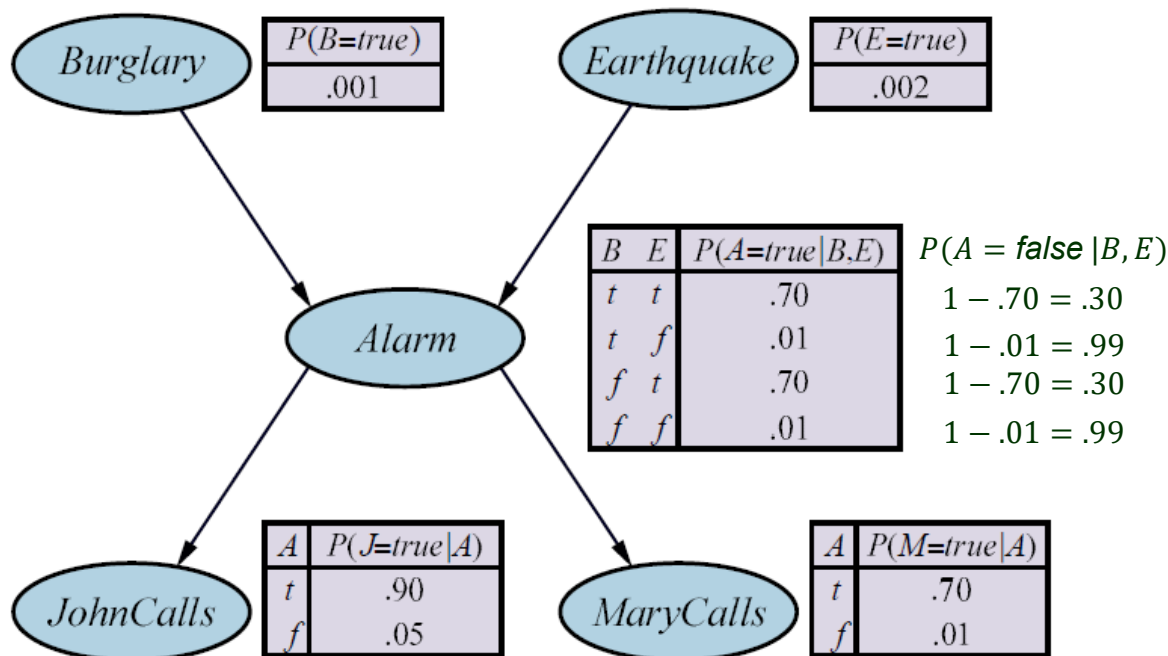 Burglary
P(B=true)
.001
Earthquake
P(E=true)
.002
B E P(A=true|B,E) P(A = false |B, E)
t t .70 1 − .70 = .30
t f .01 1 − .01 = .99
f t .70 1 − .70 = .30
f f .01 1 − .01 = .99
Alarm
JohnCalls
A P(J=true|A)
t .90
f .05
MaryCalls
A P(M=true|A)
t .70
f .01